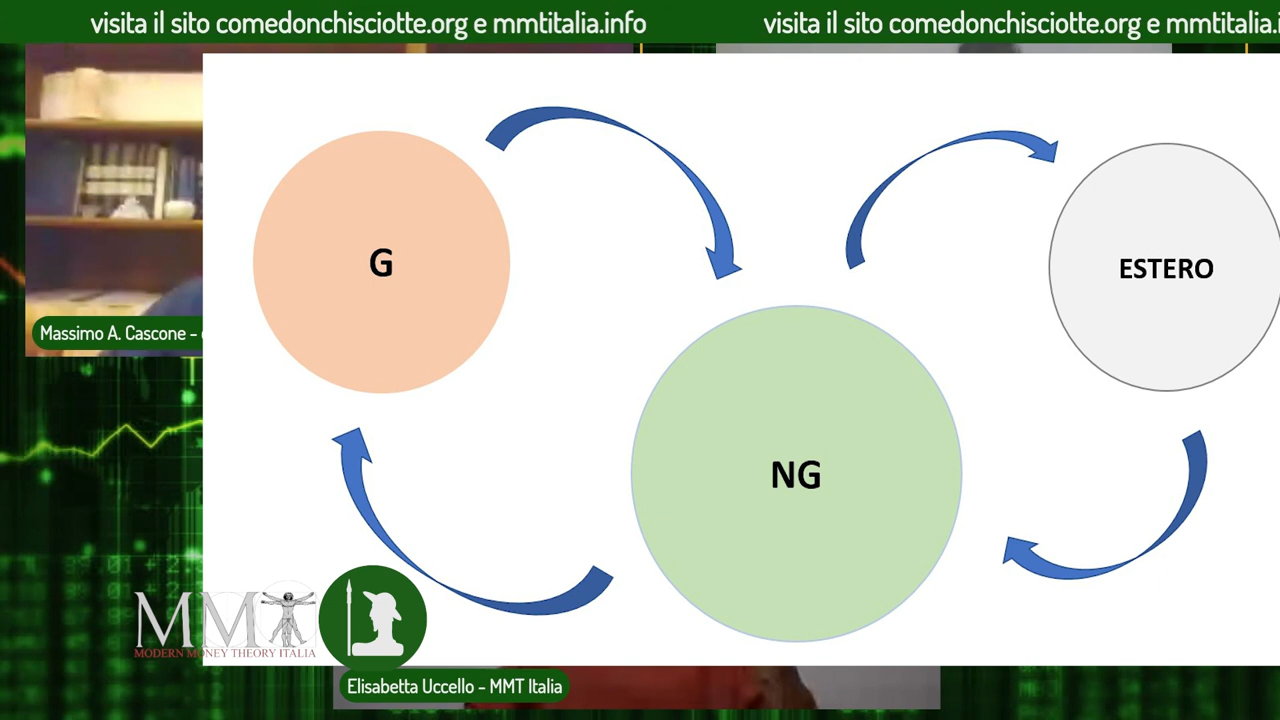 visita il sito comedonchisciotte.org e mmtitalia.info
visita il sito comedonchisciotte.org e mmtitalia.i
G
ESTERO
NG
Massimo A. Cascone -
MMT
MODERN MONEY THEORY ITALIA
Elisabetta Uccello - MMT Italia